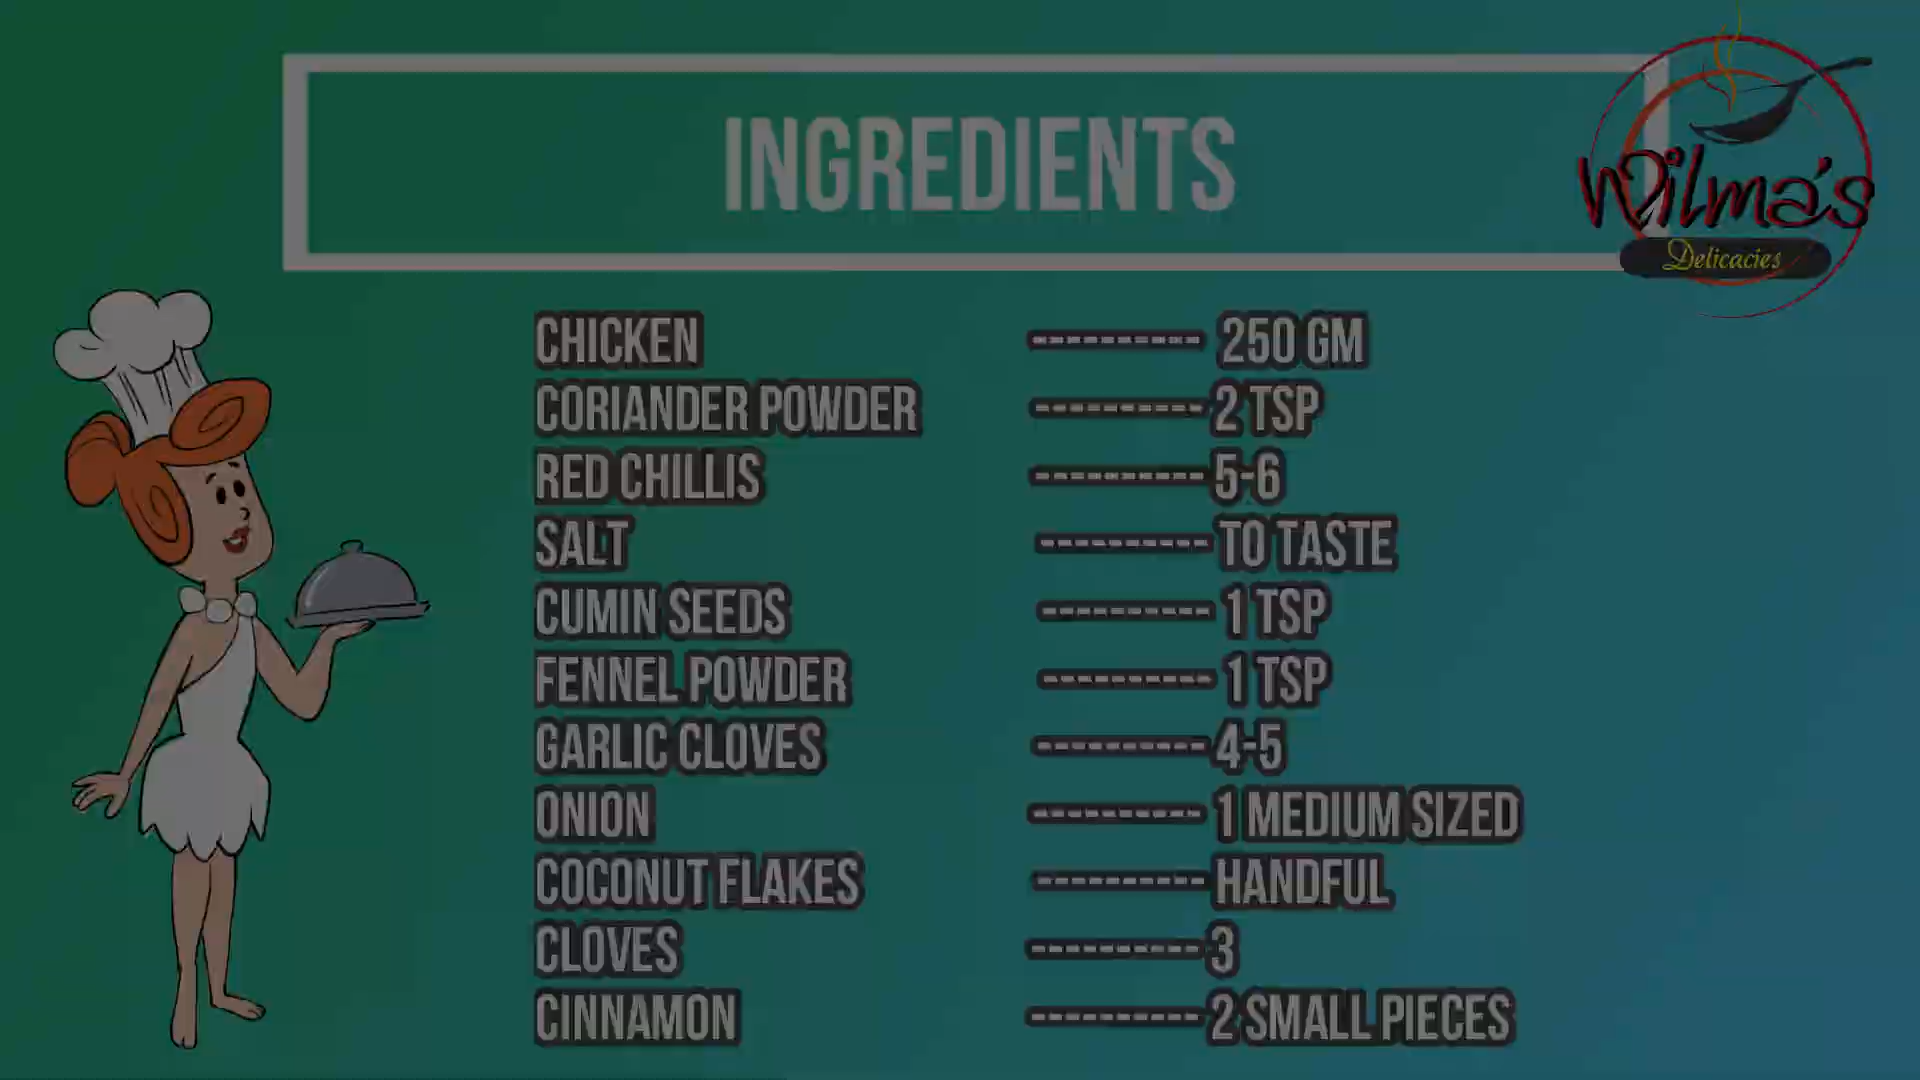 INGREDIENTS
Wilma's
Delicacies
CHICKEN ---------- 250 GM
CORIANDER POWDER ---------- 2 TSP
RED CHILLIS ---------- 5-6
SALT ---------- TO TASTE
CUMIN SEEDS ---------- 1 TSP
FENNEL POWDER ---------- 1 TSP
GARLIC CLOVES ---------- 4-5
ONION ---------- 1 MEDIUM SIZED
COCONUT FLAKES ---------- HANDFUL
CLOVES ---------- 3
CINNAMON ---------- 2 SMALL PIECES